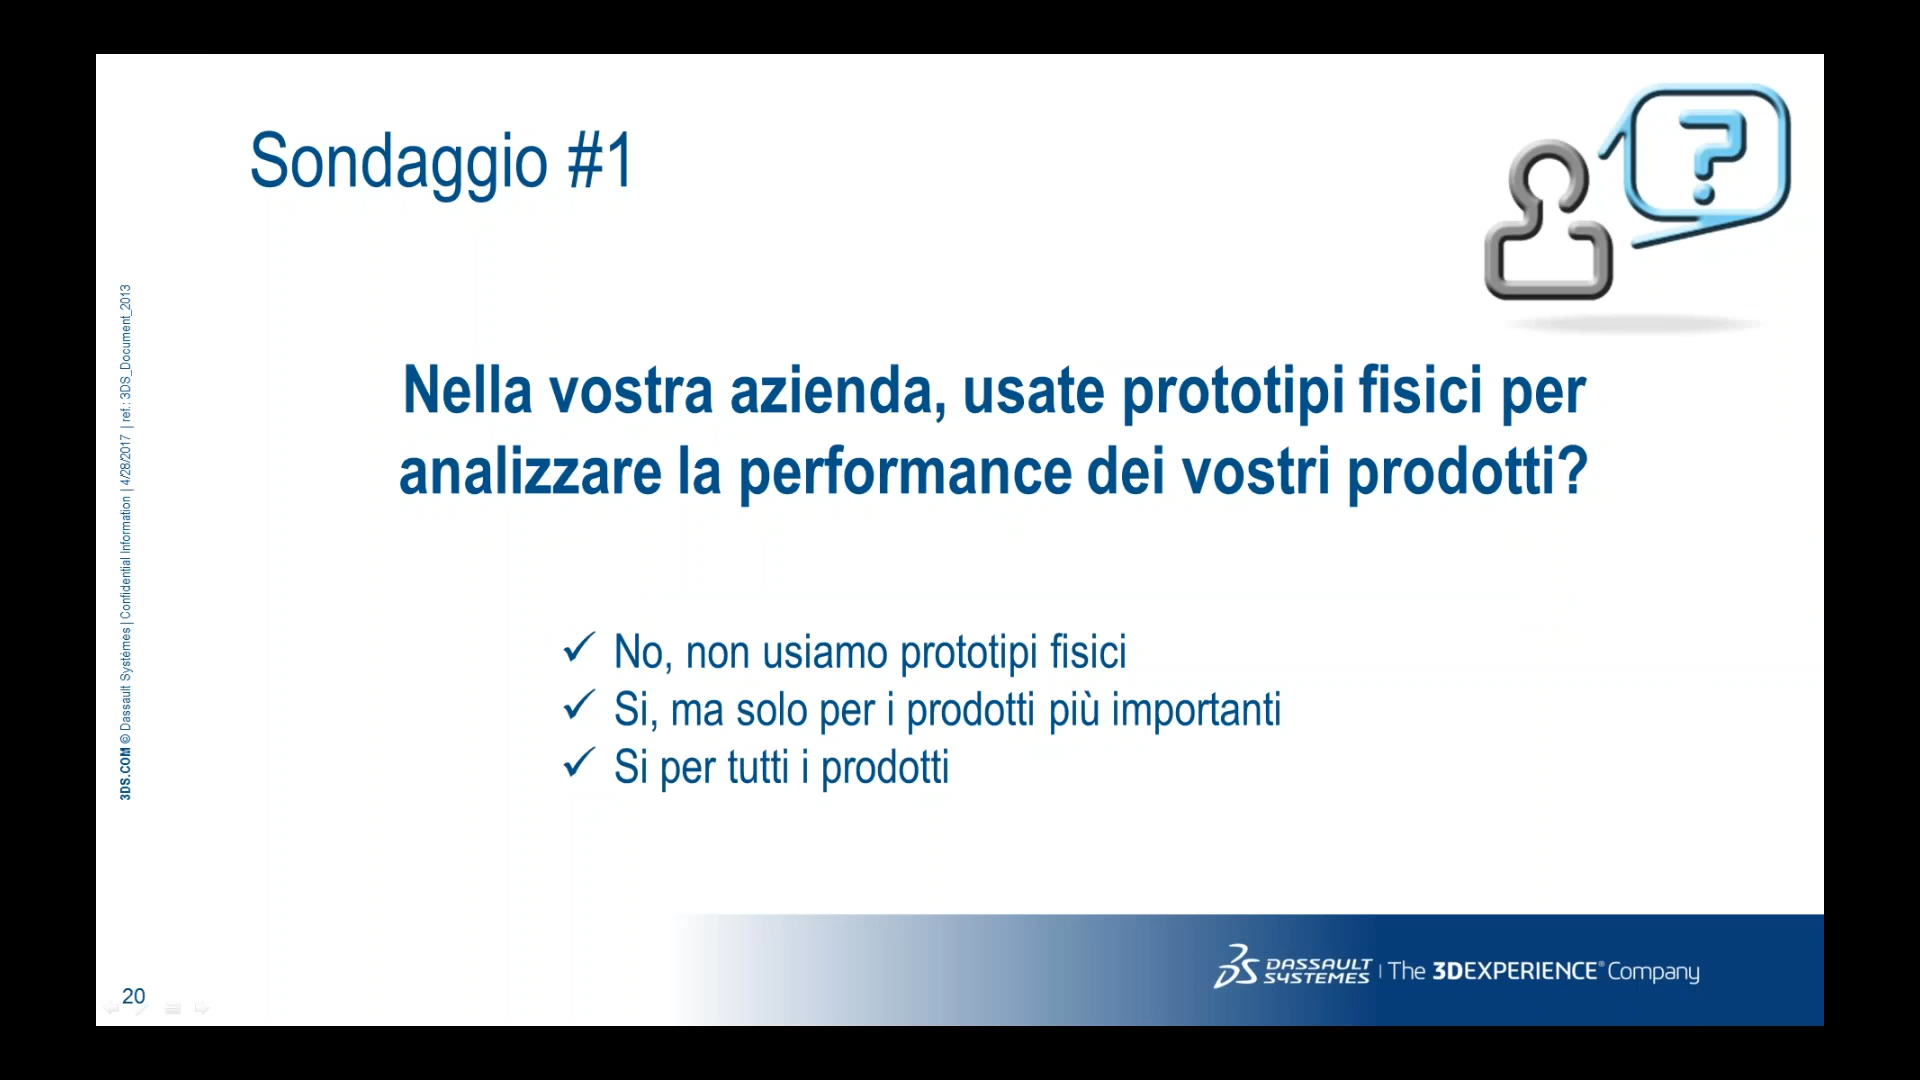 Sondaggio #1
?
Nella vostra azienda, usate prototipi fisici per
analizzare la performance dei vostri prodotti?
✓ No, non usiamo prototipi fisici
✓ Si, ma solo per i prodotti più importanti
✓ Si per tutti i prodotti
3DS.COM © Dassault Systèmes | Confidential Information | 4/28/2017 | ref.: 3DS_Document_2013
20
3DS DASSAULT SYSTEMES | The 3DEXPERIENCE® Company